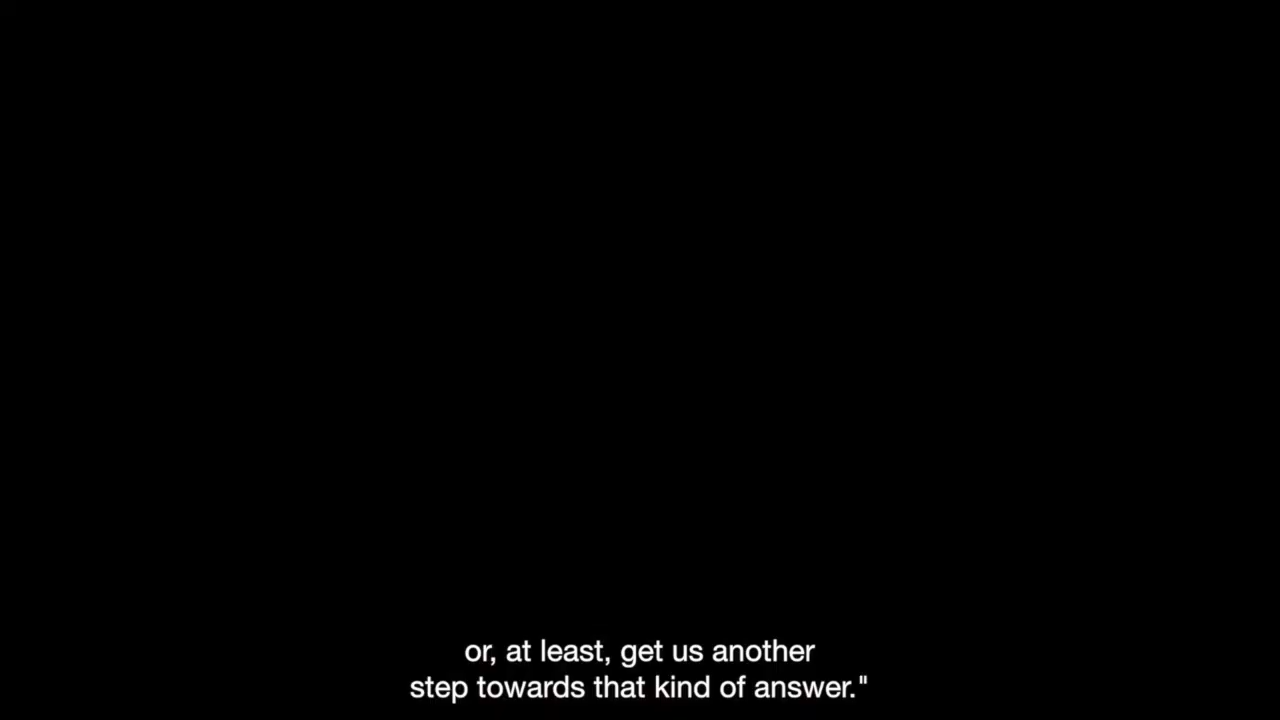 or, at least, get us another
step towards that kind of answer."